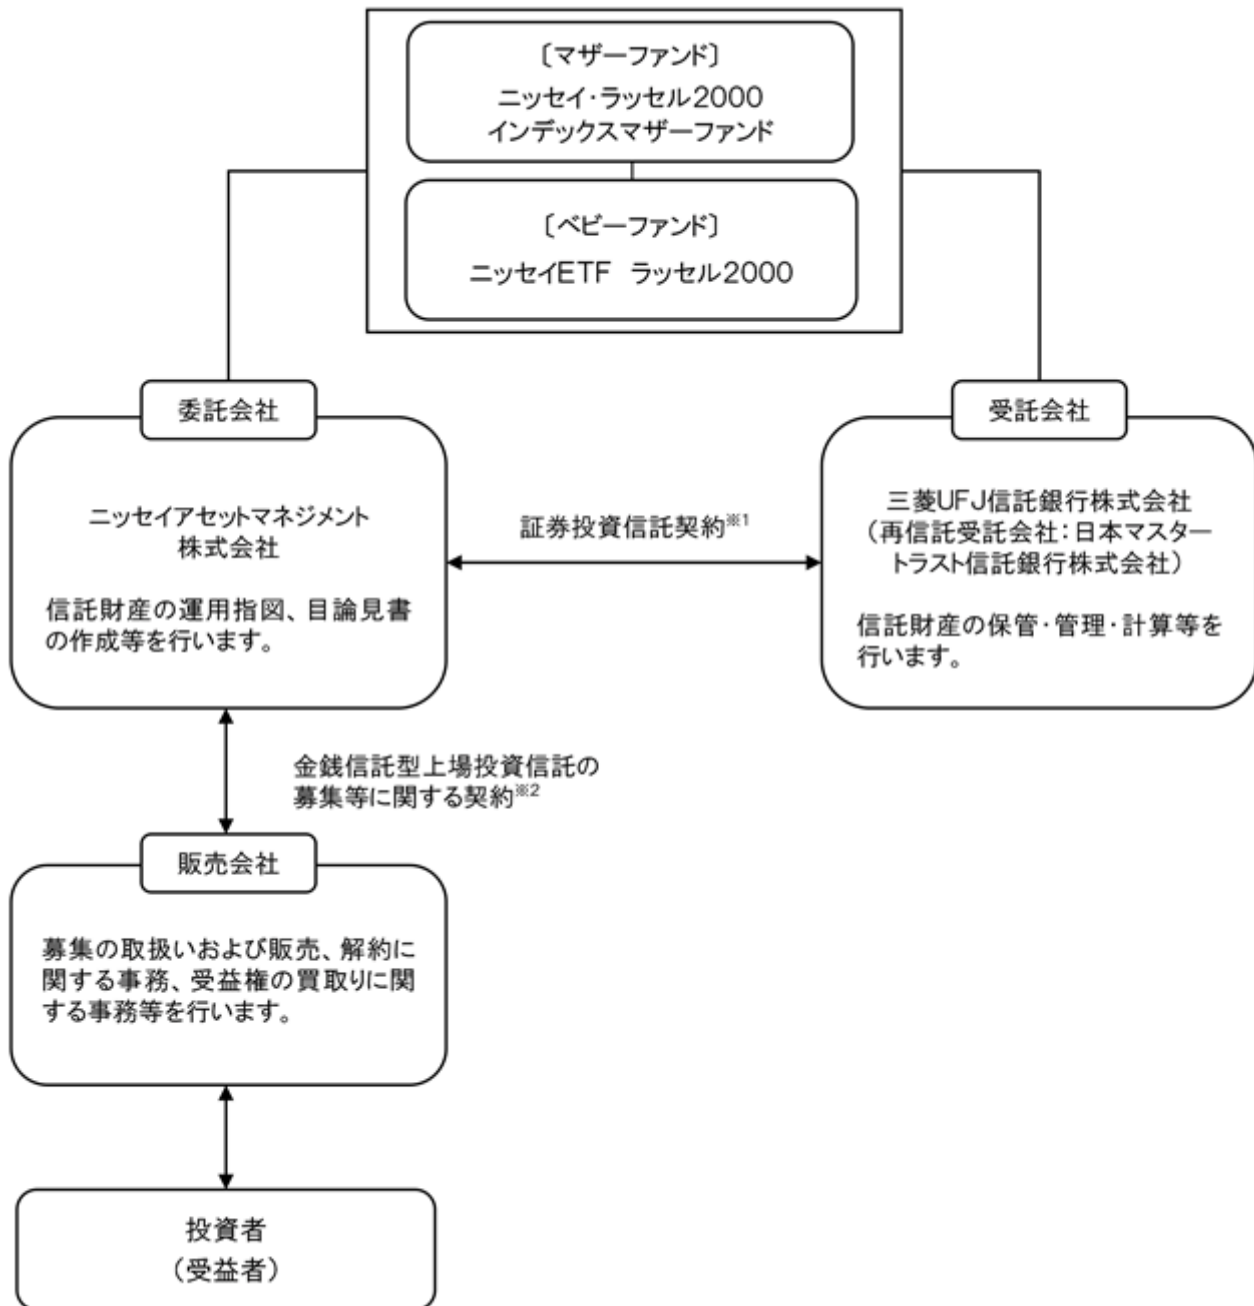 〔マザーファンド〕
ニッセイ・ラッセル2000
インデックスマザーファンド
〔ベビーファンド〕
ニッセイETF　ラッセル2000
委託会社
ニッセイアセットマネジメント
株式会社
信託財産の運用指図、目論見書
の作成等を行います。
証券投資信託契約※1
受託会社
三菱UFJ信託銀行株式会社
（再信託受託会社：日本マスター
トラスト信託銀行株式会社）
信託財産の保管・管理・計算等を
行います。
金銭信託型上場投資信託の
募集等に関する契約※2
販売会社
募集の取扱いおよび販売、解約に
関する事務、受益権の買取りに関
する事務等を行います。
投資者
（受益者）